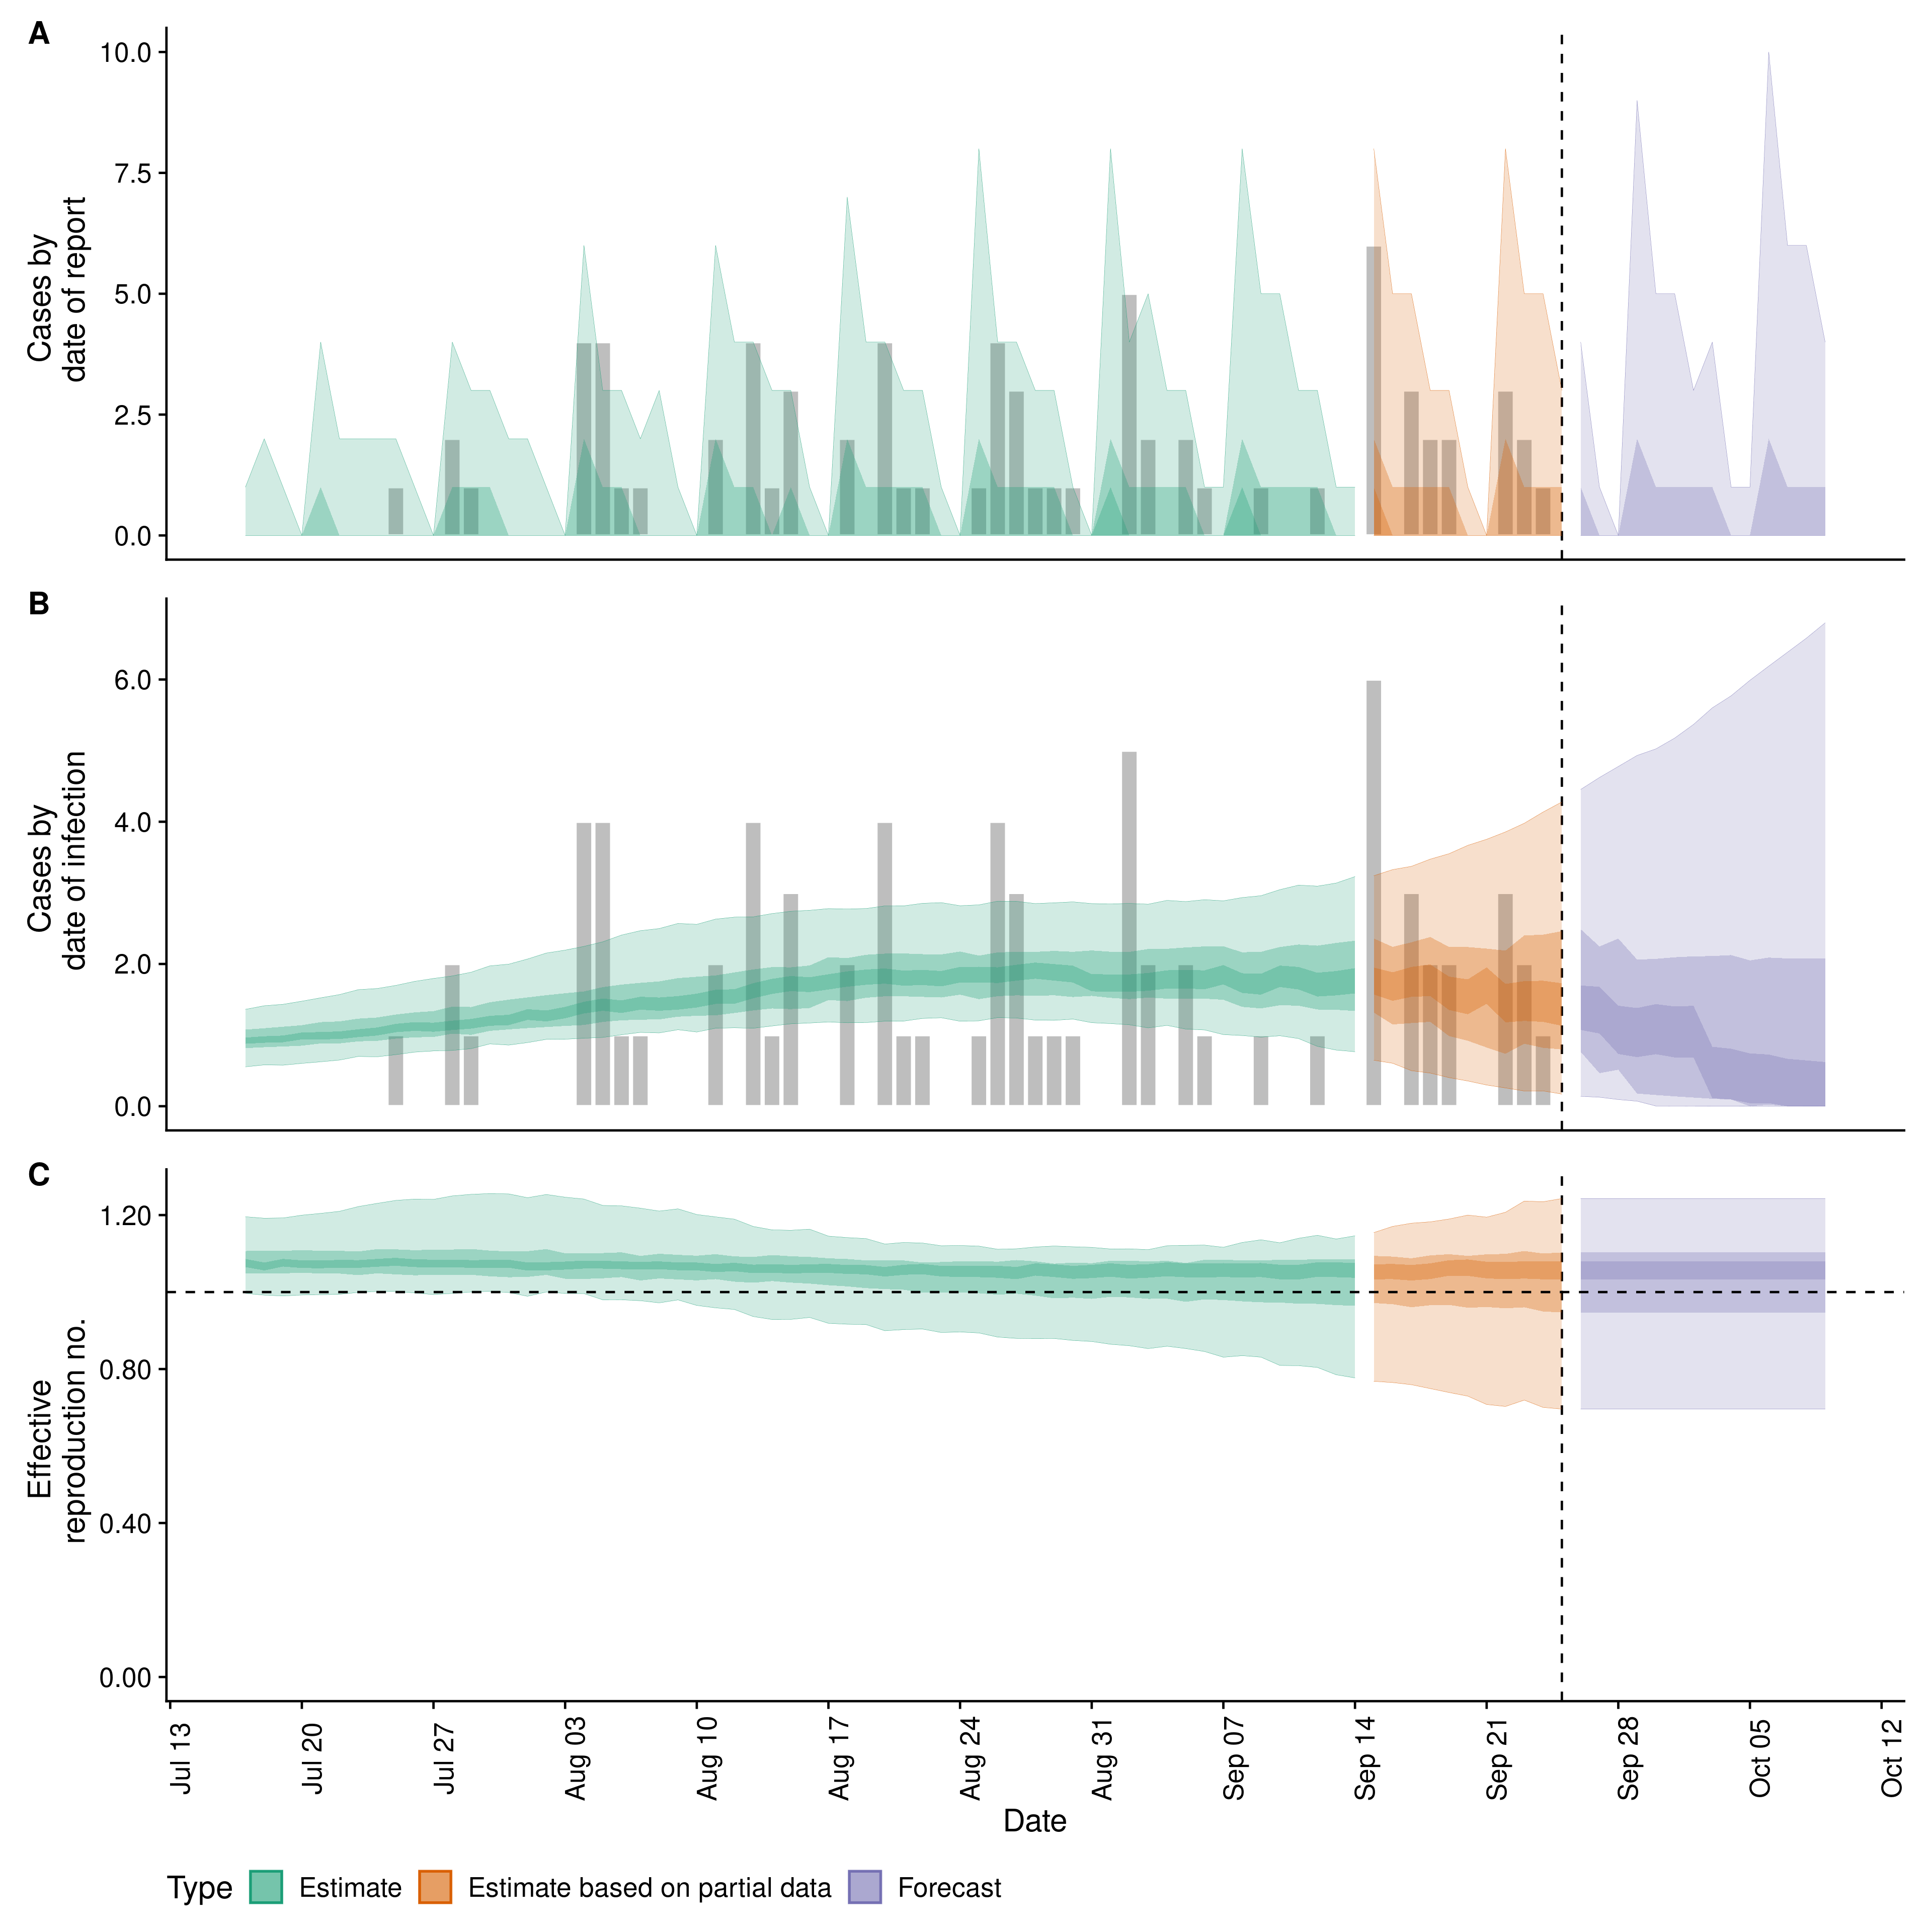 A
Cases by
date of report
10.0
7.5
5.0
2.5
0.0
B
Cases by
date of infection
6.0
4.0
2.0
0.0
C
Effective
reproduction no.
1.20
0.80
0.40
0.00
Jul 13
Jul 20
Jul 27
Aug 03
Aug 10
Aug 17
Aug 24
Aug 31
Sep 07
Sep 14
Sep 21
Sep 28
Oct 05
Oct 12
Date
Type Estimate Estimate based on partial data Forecast